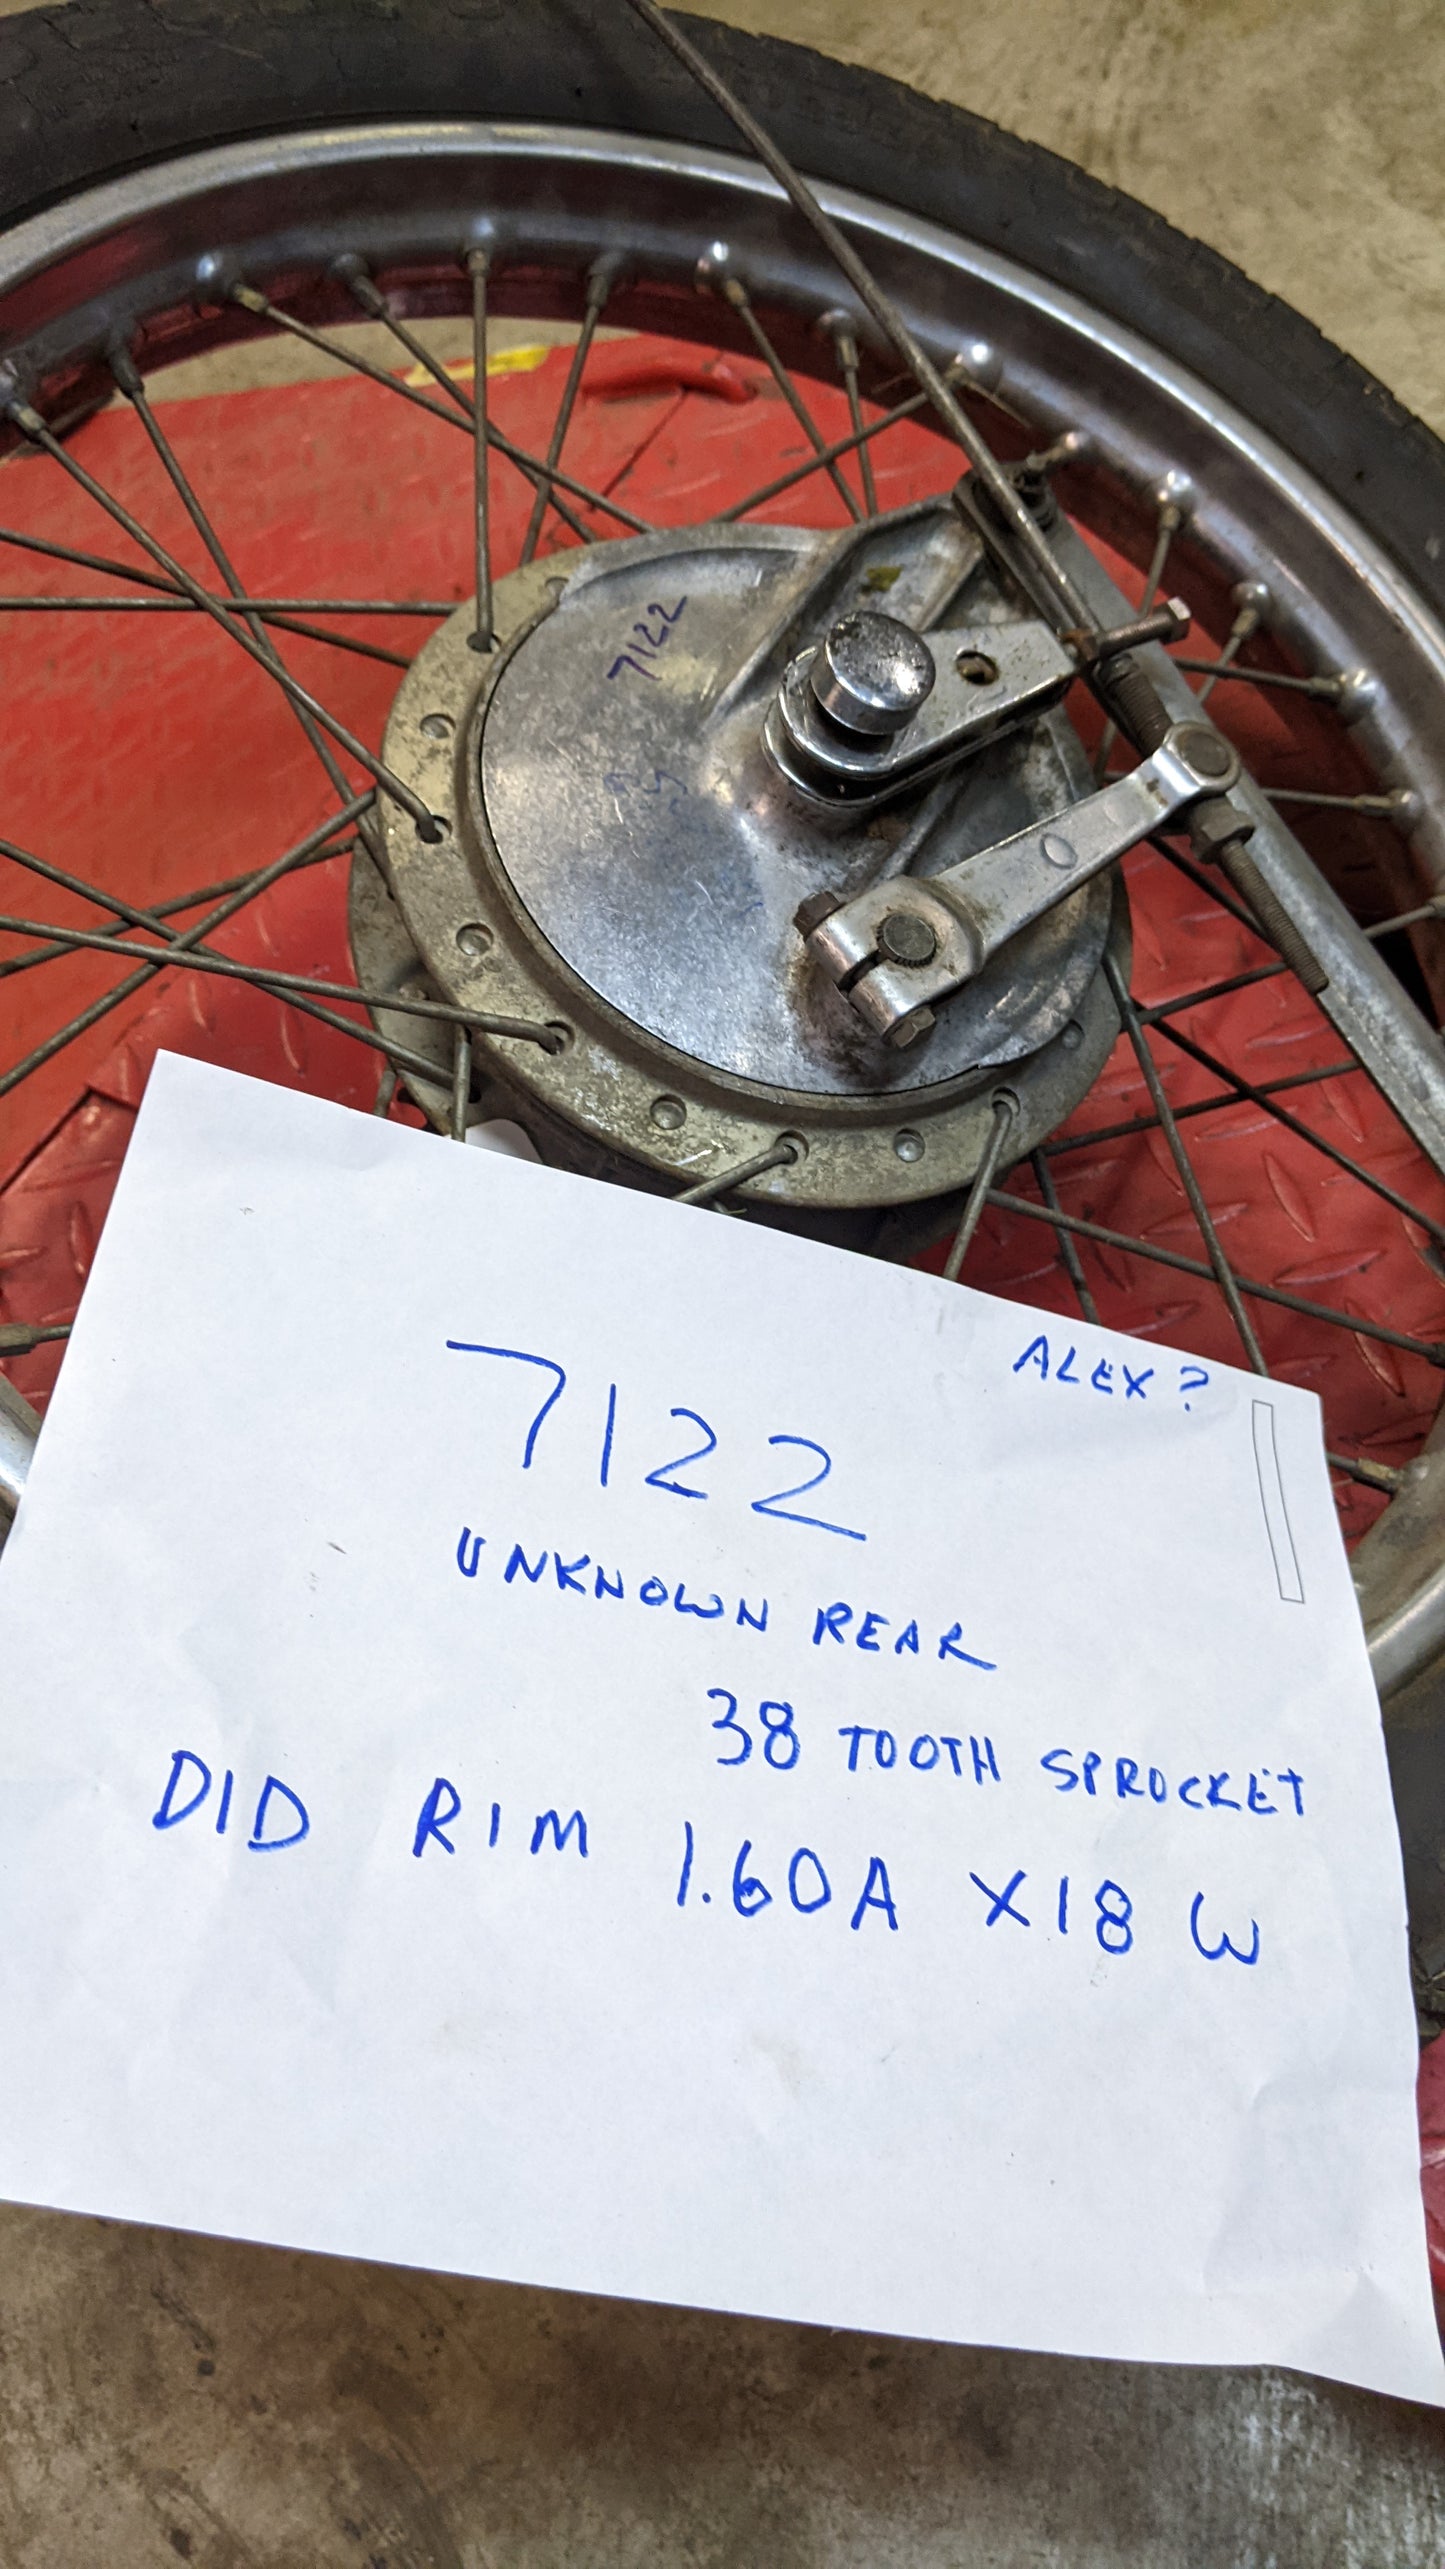 7122
ALEX?
7122
UNKNOWN REAR
38 TOOTH SPROCKET
DID RIM 1.60A X18 W